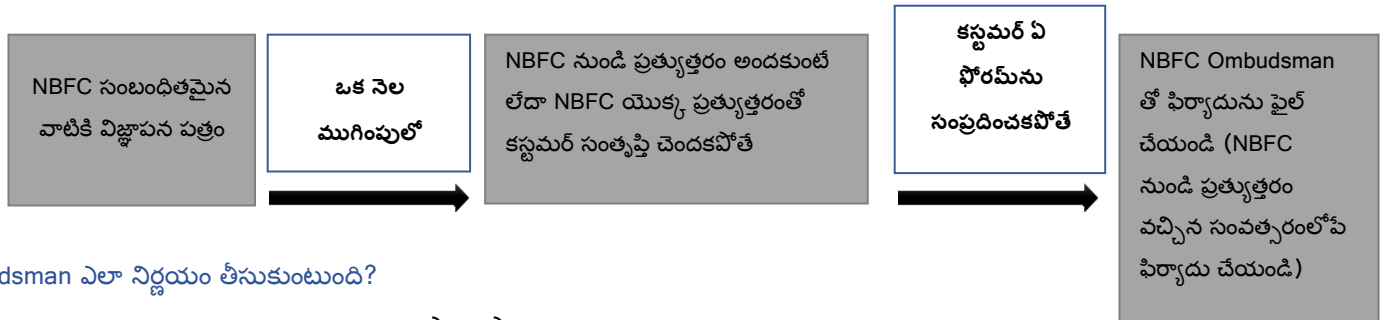 NBFC సంబంధితమైన
వాటికి విజ్ఞాపన పత్రం
ఒక నెల
ముగింపులో
NBFC నుండి ప్రత్యుత్తరం అందకుంటే
లేదా NBFC యొక్క ప్రత్యుత్తరంతో
కస్టమర్ సంతృప్తి చెందకపోతే
కస్టమర్ ఏ
ఫోరమ్‌ను
సంప్రదించకపోతే
NBFC Ombudsman
తో ఫిర్యాదును ఫైల్
చేయండి (NBFC
నుండి ప్రత్యుత్తరం
వచ్చిన సంవత్సరంలోపే
ఫిర్యాదు చేయండి)
dsman ఎలా నిర్ణయం తీసుకుంటుంది?